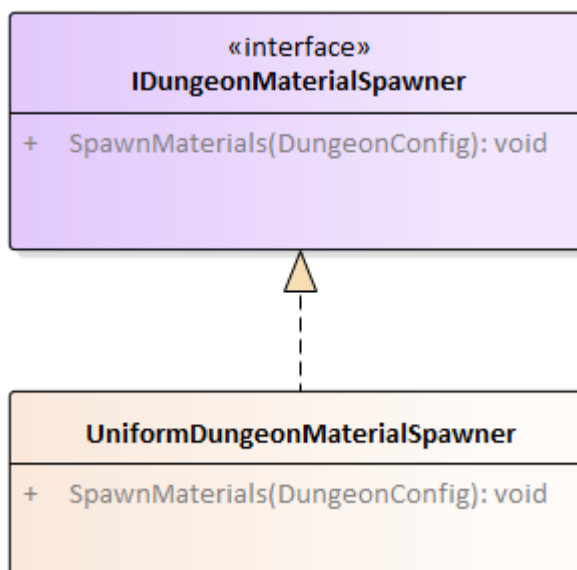 «interface»
IDungeonMaterialSpawner
+ SpawnMaterials(DungeonConfig): void
UniformDungeonMaterialSpawner
+ SpawnMaterials(DungeonConfig): void